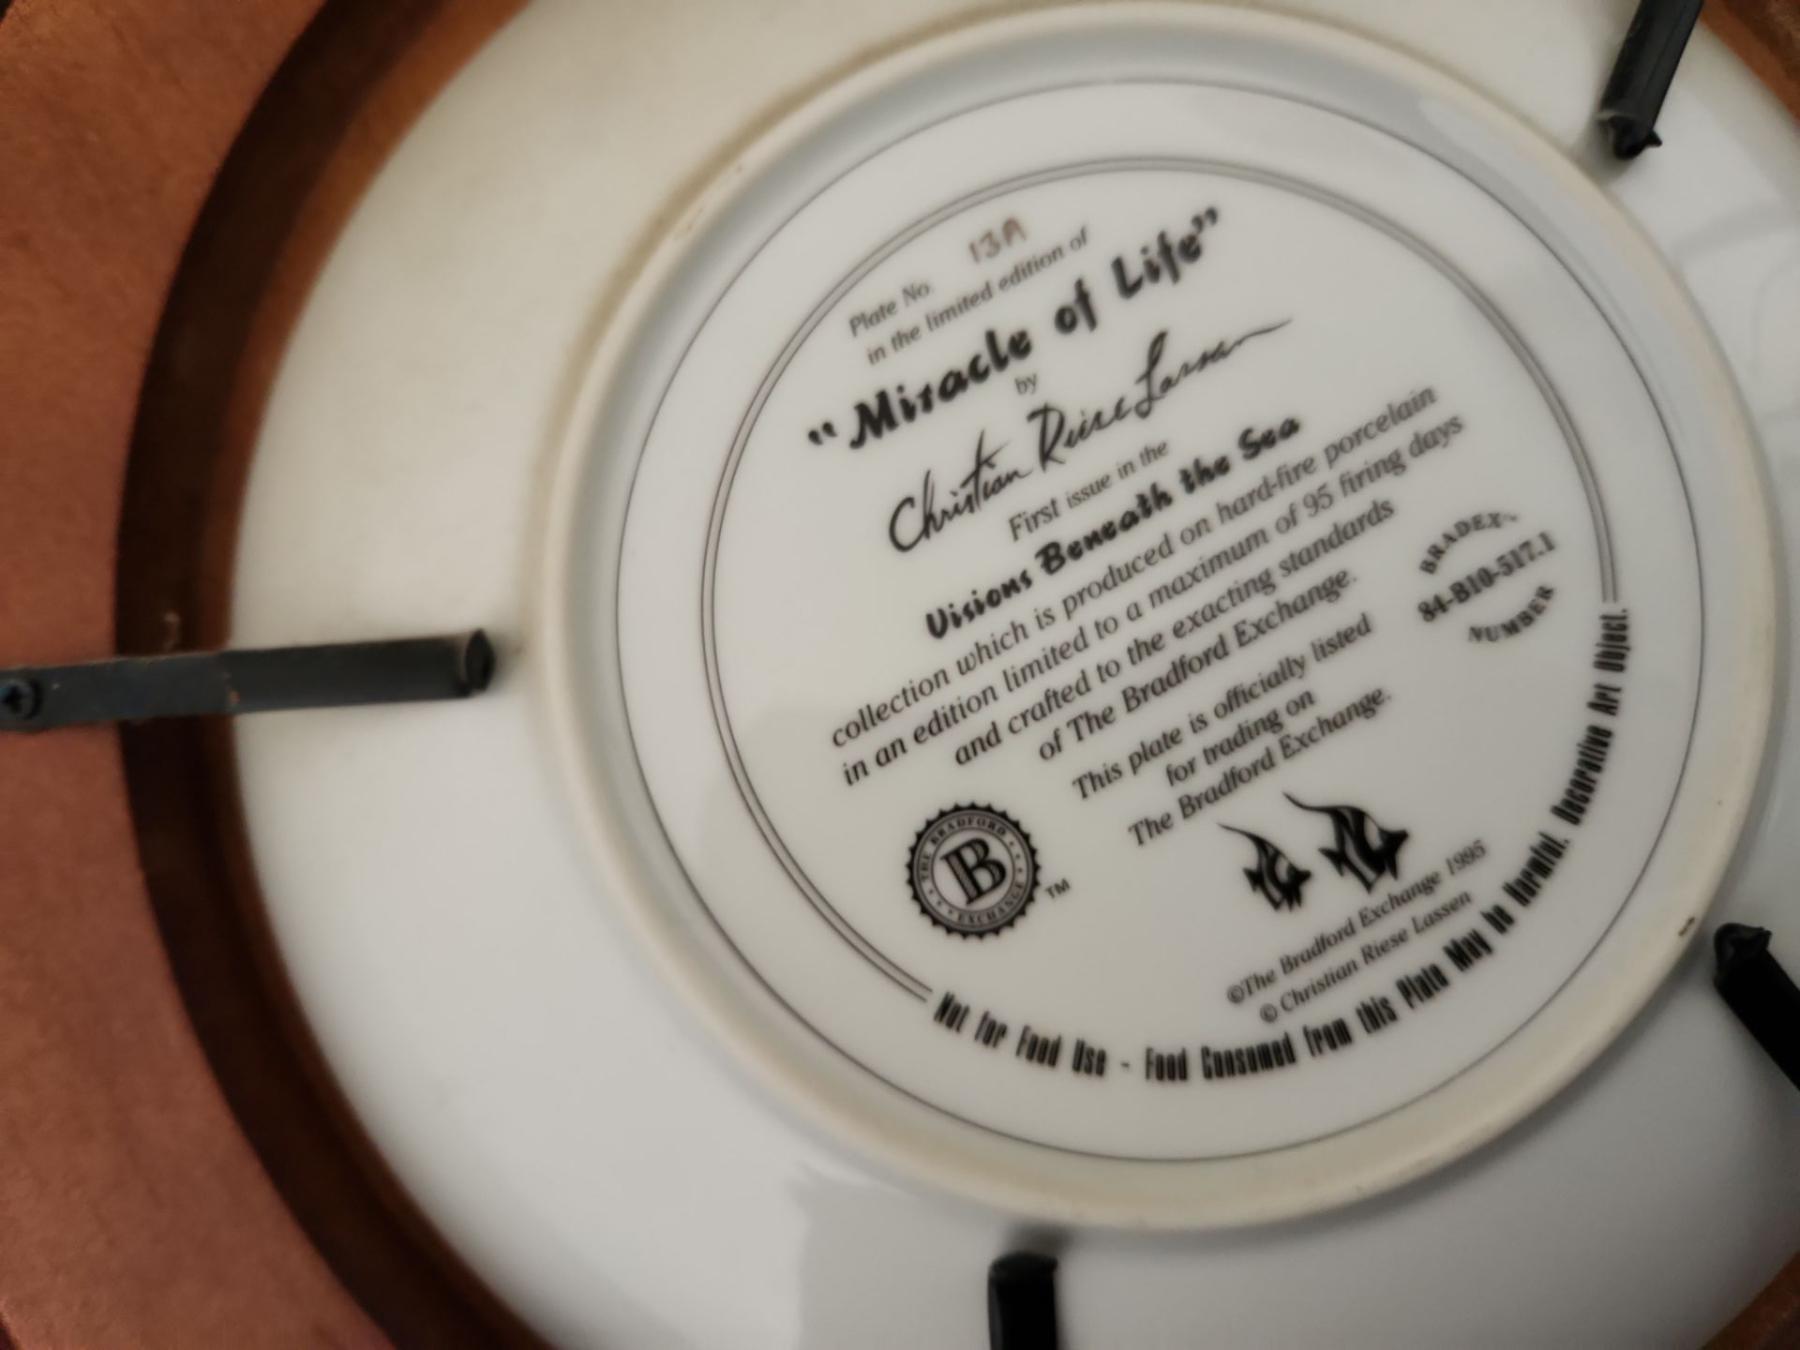 Plate No. 13A
in the limited edition of
"Miracle of Life"
by
Christian Riese Lassen
First issue in the
Visions Beneath the Sea
collection which is produced on hard-fire porcelain
in an edition limited to a maximum of 95 firing days
and crafted to the exacting standards
of The Bradford Exchange.
BRADEX™
84-B10-517.1
NUMBER
This plate is officially listed
for trading on
The Bradford Exchange.
THE BRADFORD
B
EXCHANGE
TM
©The Bradford Exchange 1995
© Christian Riese Lassen
Not for Food Use - Food Consumed from this Plate May be Harmful. Decorative Art Object.